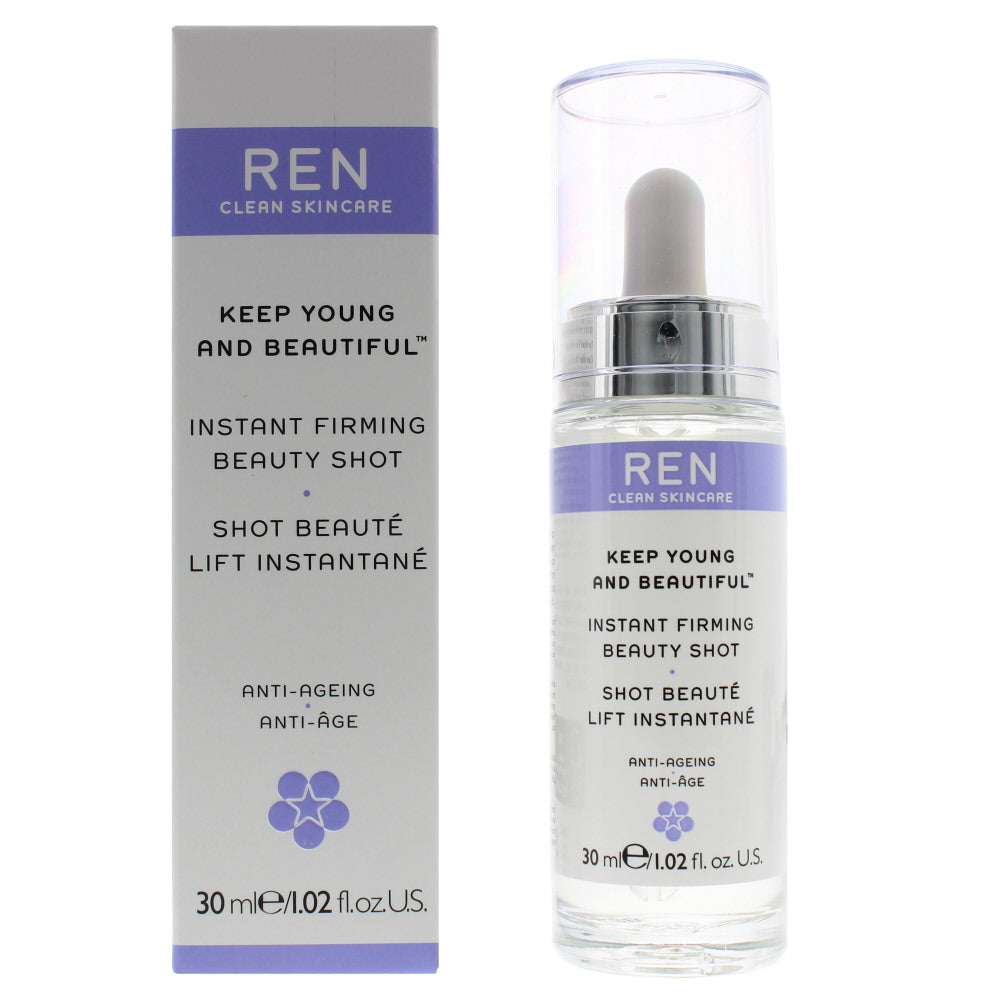 REN
CLEAN SKINCARE
KEEP YOUNG
AND BEAUTIFUL™
INSTANT FIRMING
BEAUTY SHOT
•
SHOT BEAUTÉ
LIFT INSTANTANÉ
ANTI-AGEING
•
ANTI-ÂGE
30 ml℮/1.02 fl.oz.U.S.
REN
CLEAN SKINCARE
KEEP YOUNG
AND BEAUTIFUL™
INSTANT FIRMING
BEAUTY SHOT
•
SHOT BEAUTÉ
LIFT INSTANTANÉ
ANTI-AGEING
•
ANTI-ÂGE
30 ml℮/1.02 fl. oz. U.S.